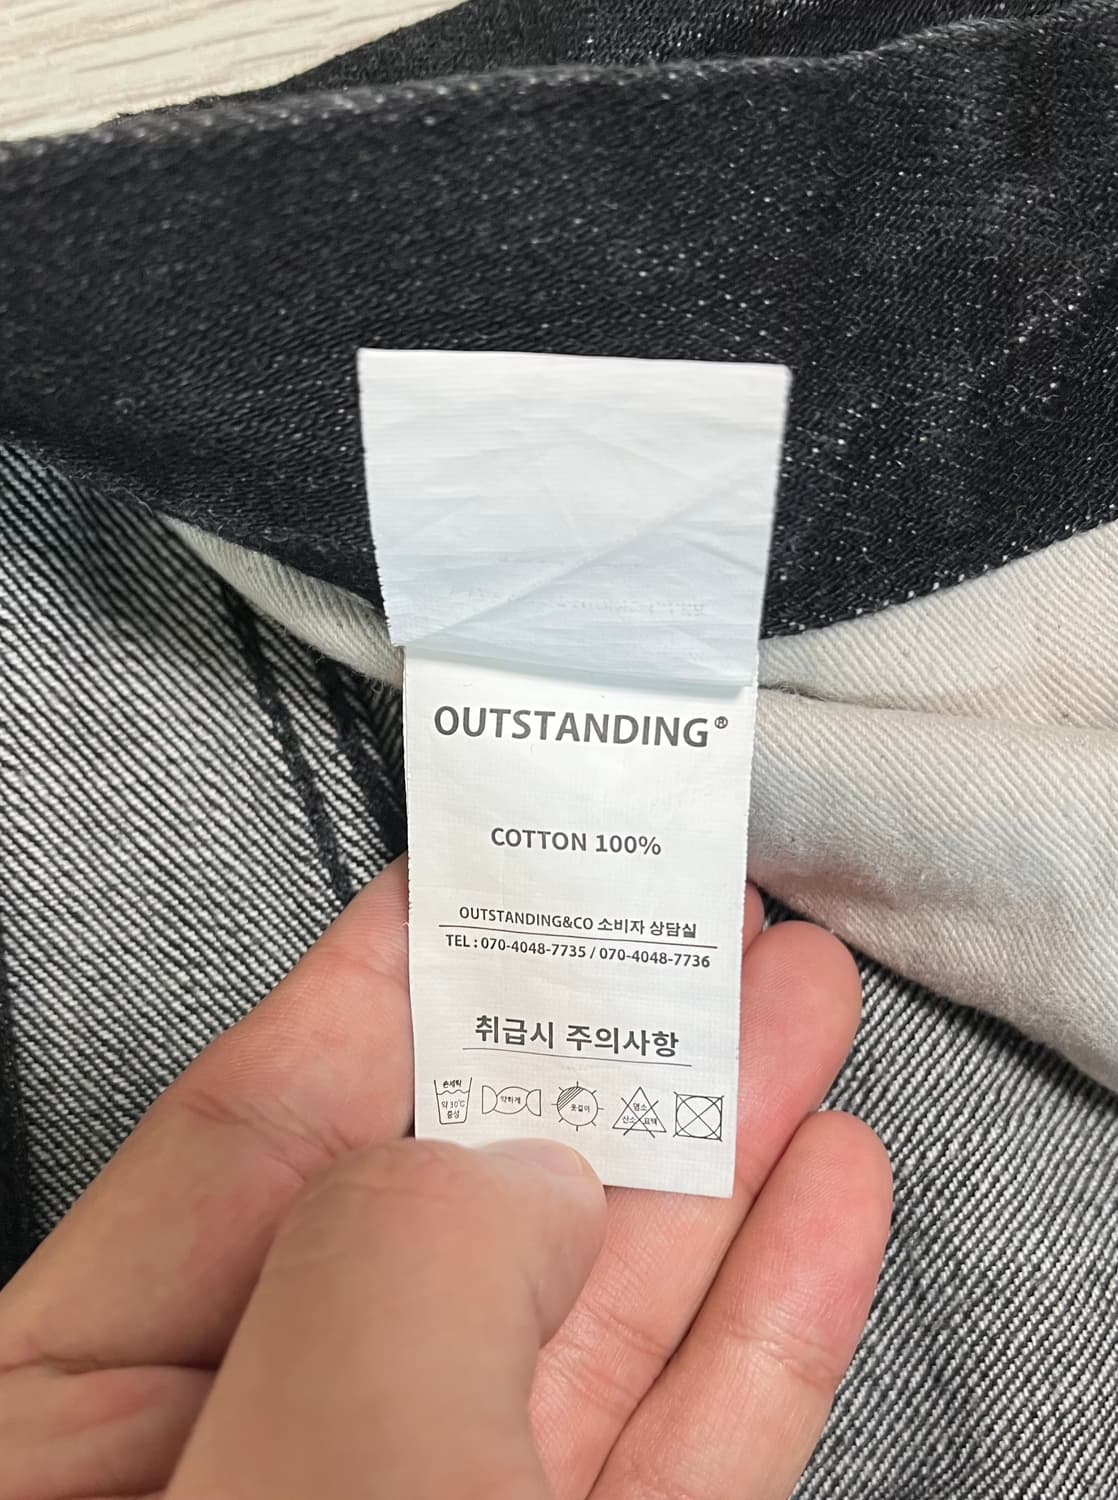 OUTSTANDING®
COTTON 100%
OUTSTANDING&CO 소비자 상담실
TEL : 070-4048-7735 / 070-4048-7736
취급시 주의사항
손세탁
약 30℃
중성
약하게
옷걸이
염소
산소 표백